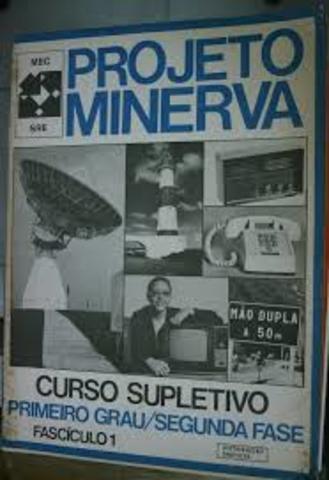 MEC
SRE
PROJETO
MINERVA
MÃO DUPLA
A 50m
CURSO SUPLETIVO
PRIMEIRO GRAU/SEGUNDA FASE
FASCÍCULO 1